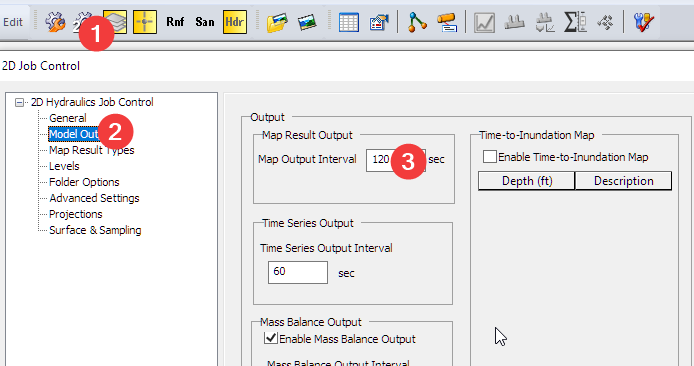 Edit
Rnf San Hdr
2
1
2D Job Control
2D Hydraulics Job Control
General
Model Out
2
Map Result Types
Levels
Folder Options
Advanced Settings
Projections
Surface & Sampling
Output
Map Result Output
Map Output Interval 120 sec
3
Time Series Output
Time Series Output Interval
60 sec
Mass Balance Output
Enable Mass Balance Output
Mass Balance Output Interval
Time-to-Inundation Map
Enable Time-to-Inundation Map
Depth (ft) Description